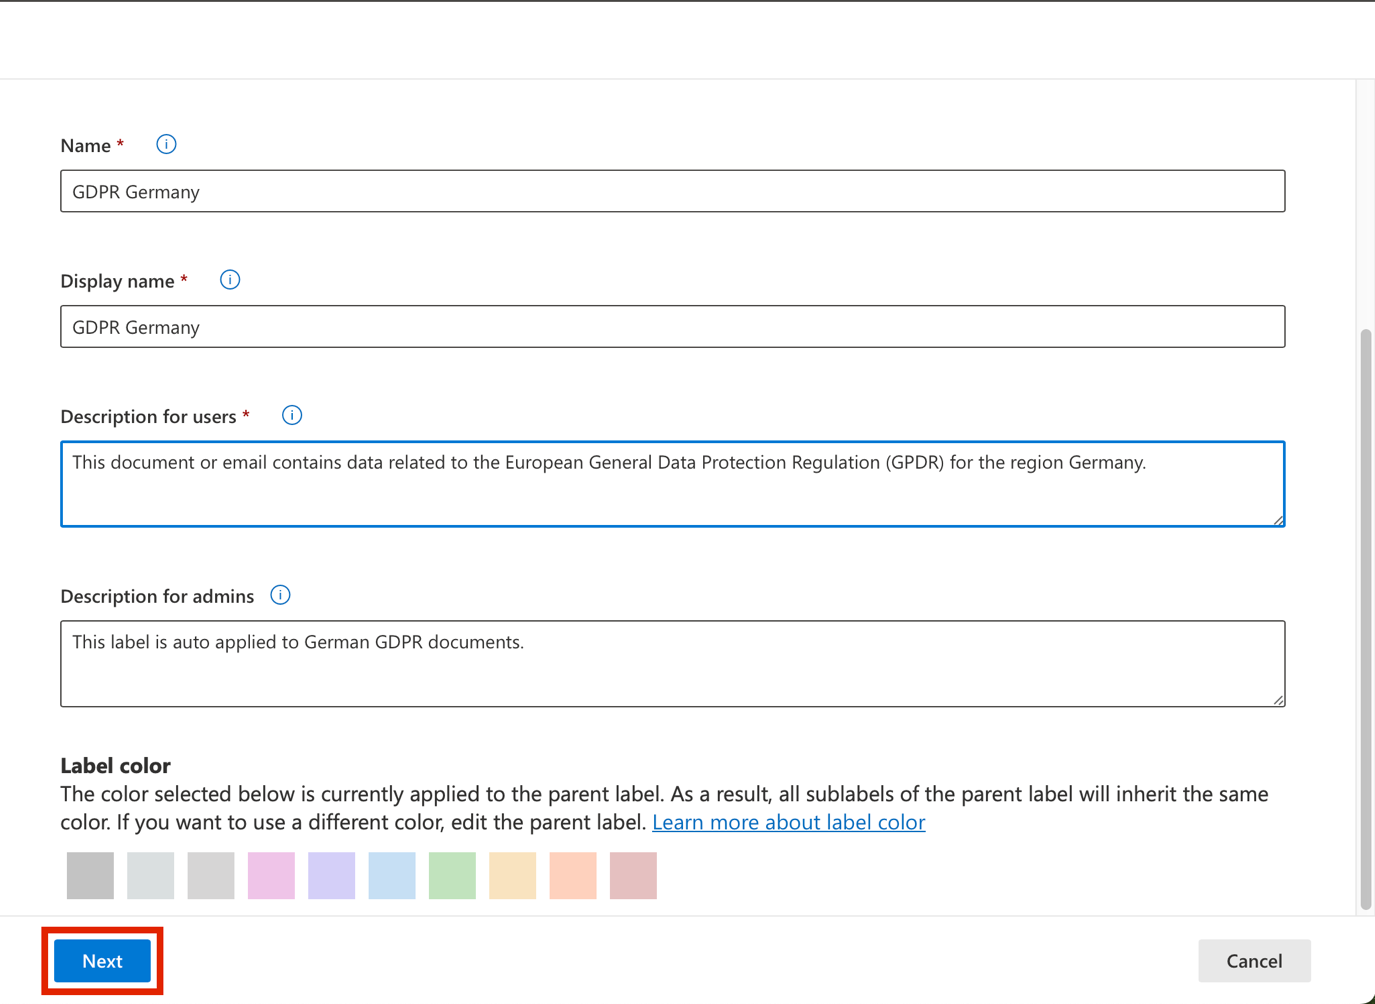 Name *
GDPR Germany
Display name *
GDPR Germany
Description for users *
This document or email contains data related to the European General Data Protection Regulation (GPDR) for the region Germany.
Description for admins
This label is auto applied to German GDPR documents.
Label color
The color selected below is currently applied to the parent label. As a result, all sublabels of the parent label will inherit the same
color. If you want to use a different color, edit the parent label. Learn more about label color
Next
Cancel